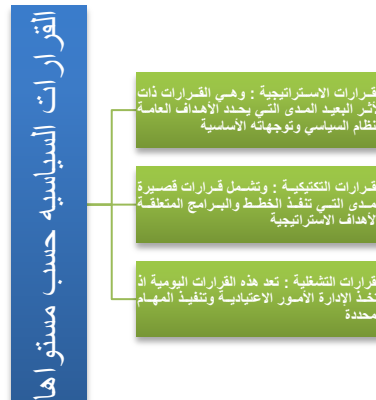 القرارات السياسيه حسب مستواها
قرارات الاستراتيجية : وهي القرارات ذات
لأثر البعيد المدى التي يحدد الأهداف العامة
نظام السياسي وتوجهاته الأساسية
قرارات التكتيكية : وتشمل قرارات قصيرة
مدى التي تنفذ الخطط والبرامج المتعلقة
لأهداف الاستراتيجية
قرارات التشغلية : تعد هذه القرارات اليومية اذ
تخذ الإدارة الأمور الاعتيادية وتنفيذ المهام
محددة